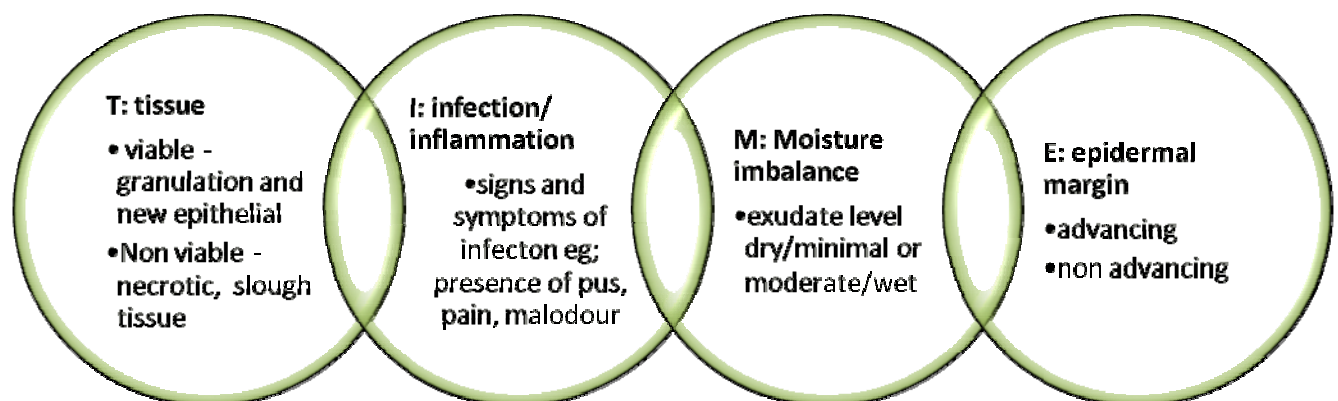 T: tissue
• viable -
granulation and
new epithelial
•Non viable -
necrotic, slough
tissue
I: infection/
inflammation
•signs and
symptoms of
infecton eg;
presence of pus,
pain, malodour
M: Moisture
imbalance
•exudate level
dry/minimal or
moderate/wet
E: epidermal
margin
•advancing
•non advancing